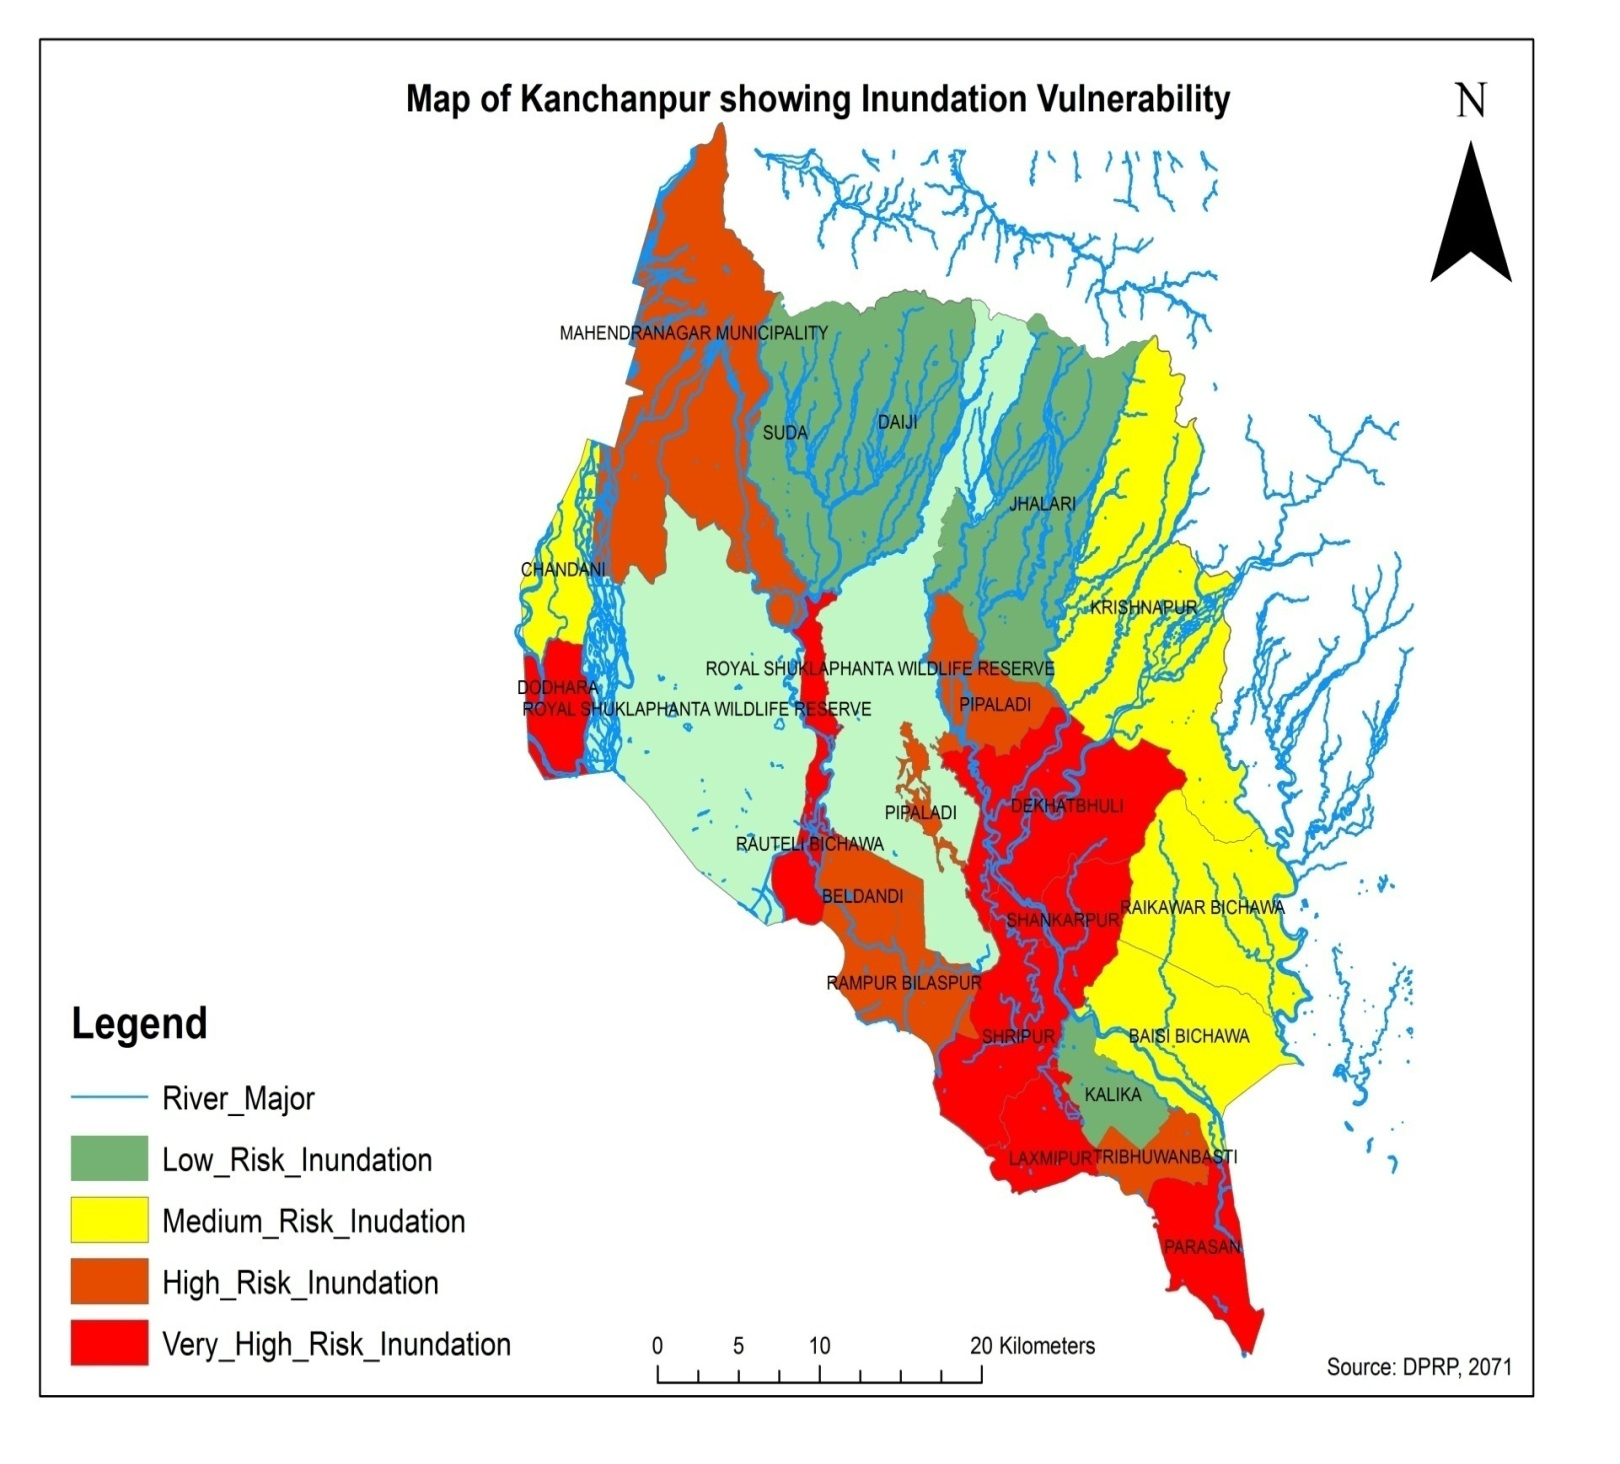 Map of Kanchanpur showing Inundation Vulnerability
N
MAHENDRANAGAR MUNICIPALITY
SUDA
DAIJI
JHALARI
CHANDANI
KRISHNAPUR
ROYAL SHUKLAPHANTA WILDLIFE RESERVE
DODHARA
ROYAL SHUKLAPHANTA WILDLIFE RESERVE
PIPALADI
DEKHATBHULI
PIPALADI
RAUTELI BICHAWA
BELDANDI
RAIKAWAR BICHAWA
SHANKARPUR
RAMPUR BILASPUR
SHRIPUR
BAISI BICHAWA
KALIKA
LAXMIPUR
TRIBHUWANBASTI
PARASAN
Legend
River_Major
Low_Risk_Inundation
Medium_Risk_Inudation
High_Risk_Inundation
Very_High_Risk_Inundation
0 5 10 20 Kilometers
Source: DPRP, 2071